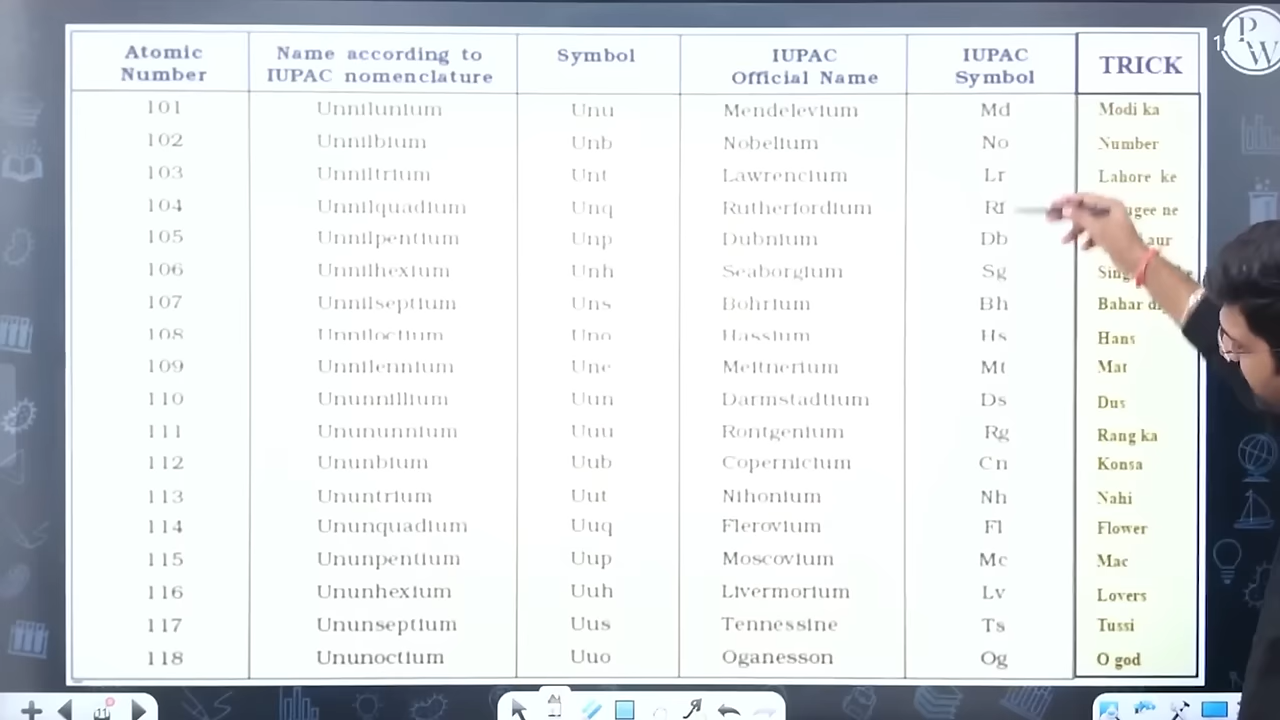 Atomic Number | Name according to IUPAC nomenclature | Symbol | IUPAC Official Name | IUPAC Symbol | TRICK
101 | Unnilunium | Unu | Mendelevium | Md | Modi ka
102 | Unnilbium | Unb | Nobelium | No | Number
103 | Unniltrium | Unt | Lawrencium | Lr | Lahore ke
104 | Unnilquadium | Unq | Rutherfordium | Rf | ugee ne
105 | Unnilpentium | Unp | Dubnium | Db | aur
106 | Unnilhexium | Unh | Seaborgium | Sg
107 | Unnilseptium | Uns | Bohrium | Bh | Bahar
108 | Unniloctium | Uno | Hassium | Hs | Hans
109 | Unnilennium | Une | Meitnerium | Mt | Mat
110 | Ununnillium | Uun | Darmstadtium | Ds | Dus
111 | Unununnium | Uuu | Rontgenium | Rg | Rang ka
112 | Ununbium | Uub | Copernicium | Cn | Konsa
113 | Ununtrium | Uut | Nihonium | Nh | Nahi
114 | Ununquadium | Uuq | Flerovium | Fl | Flower
115 | Ununpentium | Uup | Moscovium | Mc | Mac
116 | Ununhexium | Uuh | Livermorium | Lv | Lovers
117 | Ununseptium | Uus | Tennessine | Ts | Tussi
118 | Ununoctium | Uuo | Oganesson | Og | O god
P W